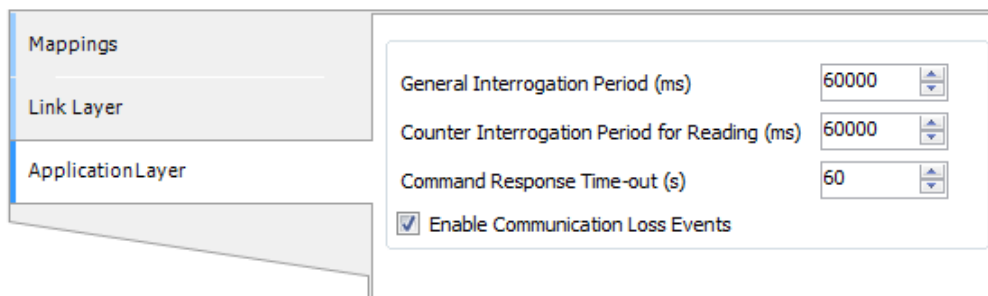 Mappings
Link Layer
ApplicationLayer
General Interrogation Period (ms) 60000
Counter Interrogation Period for Reading (ms) 60000
Command Response Time-out (s) 60
Enable Communication Loss Events